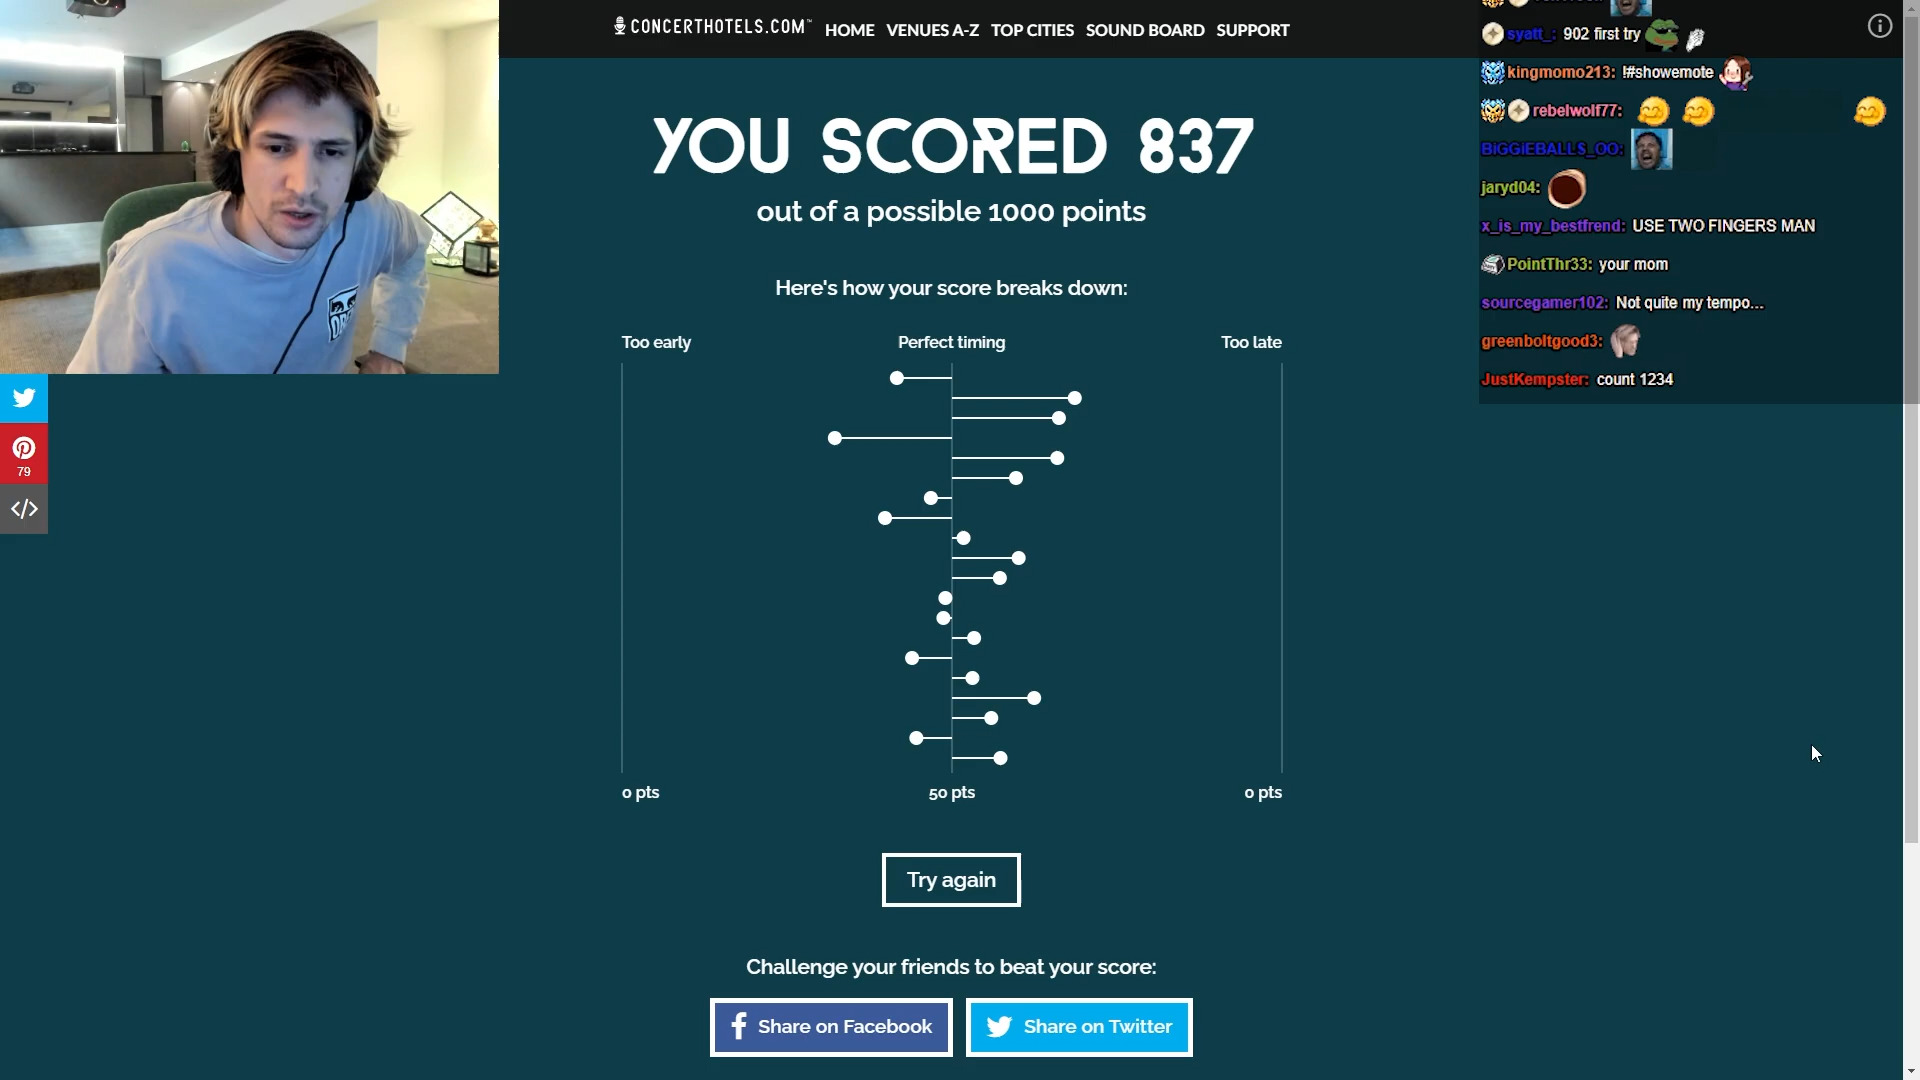 CONCERTHOTELS.COM™ HOME VENUES A-Z TOP CITIES SOUND BOARD SUPPORT
YOU SCORED 837
out of a possible 1000 points
Here's how your score breaks down:
Too early Perfect timing Too late
0 pts 50 pts 0 pts
Try again
Challenge your friends to beat your score:
Share on Facebook Share on Twitter
79
</>
syatt_: 902 first try
kingmomo213: !#showemote
rebelwolf77:
BiGGiEBALLS_OO:
jaryd04:
x_is_my_bestfrend: USE TWO FINGERS MAN
PointThr33: your mom
sourcegamer102: Not quite my tempo...
greenboltgood3:
JustKempster: count 1234